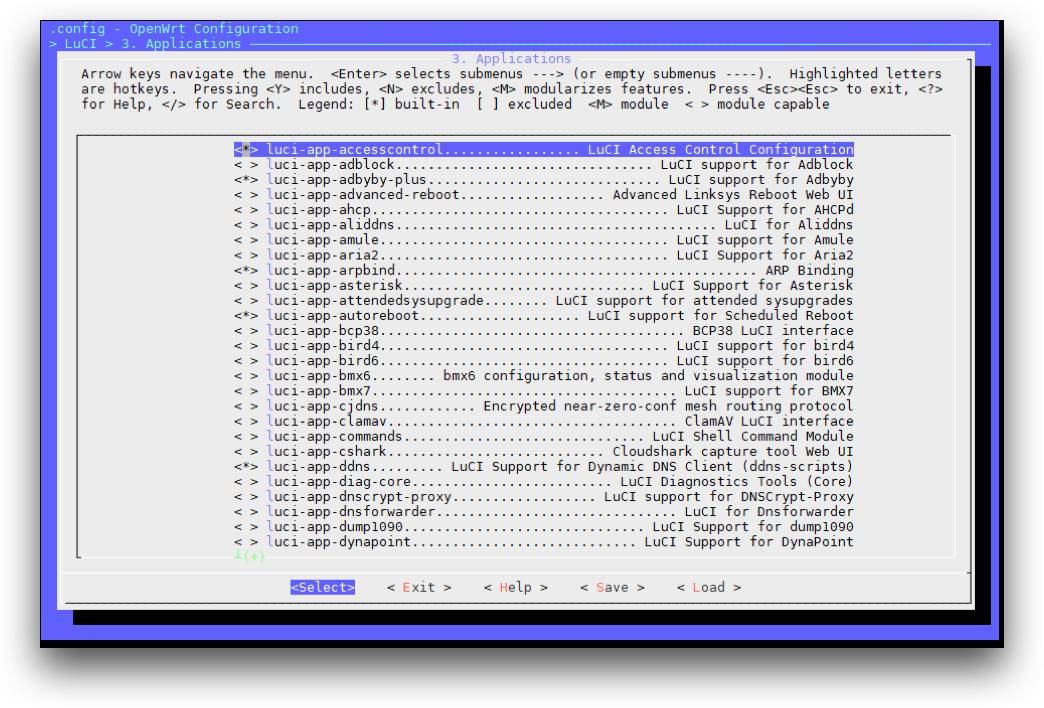 .config - OpenWrt Configuration
> LuCI > 3. Applications
3. Applications
Arrow keys navigate the menu.  <Enter> selects submenus ---> (or empty submenus ----).  Highlighted letters
are hotkeys.  Pressing <Y> includes, <N> excludes, <M> modularizes features.  Press <Esc><Esc> to exit, <?>
for Help, </> for Search.  Legend: [*] built-in  [ ] excluded  <M> module  < > module capable
<*> luci-app-accesscontrol................. LuCI Access Control Configuration
< > luci-app-adblock................................ LuCI support for Adblock
<*> luci-app-adbyby-plus............................. LuCI support for Adbyby
< > luci-app-advanced-reboot.................. Advanced Linksys Reboot Web UI
< > luci-app-ahcp..................................... LuCI Support for AHCPd
< > luci-app-aliddns........................................ LuCI for Aliddns
< > luci-app-amule.................................... LuCI support for Amule
< > luci-app-aria2.................................... LuCI Support for Aria2
<*> luci-app-arpbind............................................. ARP Binding
< > luci-app-asterisk.............................. LuCI Support for Asterisk
< > luci-app-attendedsysupgrade........ LuCI support for attended sysupgrades
<*> luci-app-autoreboot.................... LuCI support for Scheduled Reboot
< > luci-app-bcp38...................................... BCP38 LuCI interface
< > luci-app-bird4.................................... LuCI support for bird4
< > luci-app-bird6.................................... LuCI support for bird6
< > luci-app-bmx6........ bmx6 configuration, status and visualization module
< > luci-app-bmx7...................................... LuCI support for BMX7
< > luci-app-cjdns............ Encrypted near-zero-conf mesh routing protocol
< > luci-app-clamav.................................... ClamAV LuCI interface
< > luci-app-commands.............................. LuCI Shell Command Module
< > luci-app-cshark........................... Cloudshark capture tool Web UI
<*> luci-app-ddns......... LuCI Support for Dynamic DNS Client (ddns-scripts)
< > luci-app-diag-core......................... LuCI Diagnostics Tools (Core)
< > luci-app-dnscrypt-proxy................... LuCI support for DNSCrypt-Proxy
< > luci-app-dnsforwarder.............................. LuCI for Dnsforwarder
< > luci-app-dump1090.............................. LuCI Support for dump1090
< > luci-app-dynapoint............................ LuCI Support for DynaPoint
┴(+)
<Select>    < Exit >    < Help >    < Save >    < Load >